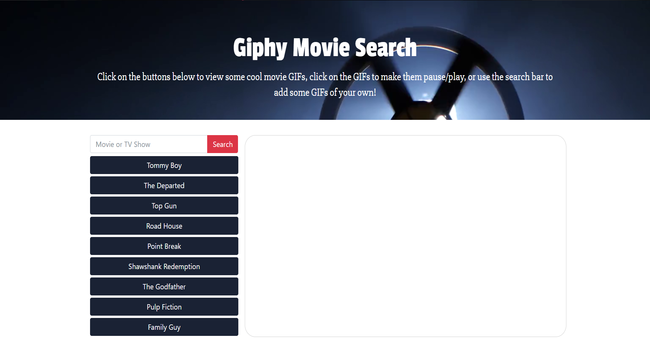 Giphy Movie Search
Click on the buttons below to view some cool movie GIFs, click on the GIFs to make them pause/play, or use the search bar to
add some GIFs of your own!
Movie or TV Show
Search
Tommy Boy
The Departed
Top Gun
Road House
Point Break
Shawshank Redemption
The Godfather
Pulp Fiction
Family Guy